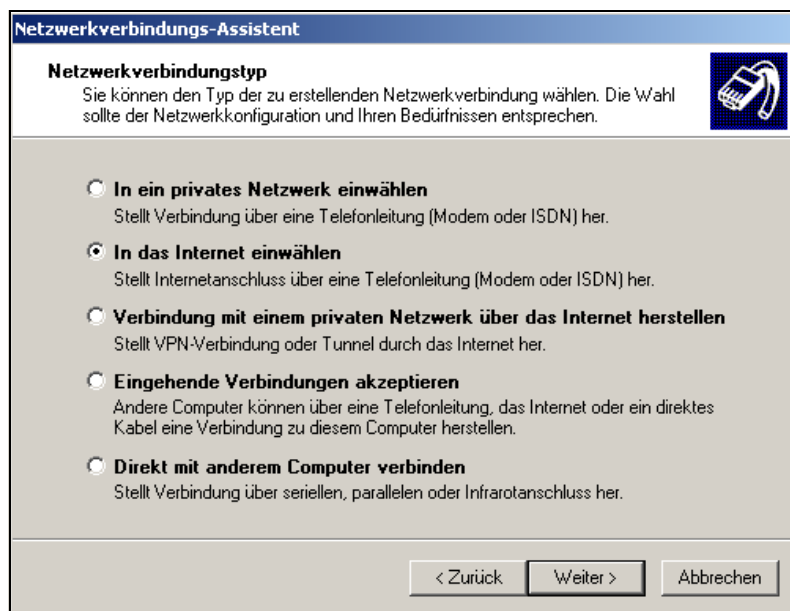 Netzwerkverbindungs-Assistent
Netzwerkverbindungstyp
Sie können den Typ der zu erstellenden Netzwerkverbindung wählen. Die Wahl
sollte der Netzwerkkonfiguration und Ihren Bedürfnissen entsprechen.
In ein privates Netzwerk einwählen
Stellt Verbindung über eine Telefonleitung (Modem oder ISDN) her.
In das Internet einwählen
Stellt Internetanschluss über eine Telefonleitung (Modem oder ISDN) her.
Verbindung mit einem privaten Netzwerk über das Internet herstellen
Stellt VPN-Verbindung oder Tunnel durch das Internet her.
Eingehende Verbindungen akzeptieren
Andere Computer können über eine Telefonleitung, das Internet oder ein direktes
Kabel eine Verbindung zu diesem Computer herstellen.
Direkt mit anderem Computer verbinden
Stellt Verbindung über seriellen, parallelen oder Infrarotanschluss her.
< Zurück Weiter > Abbrechen